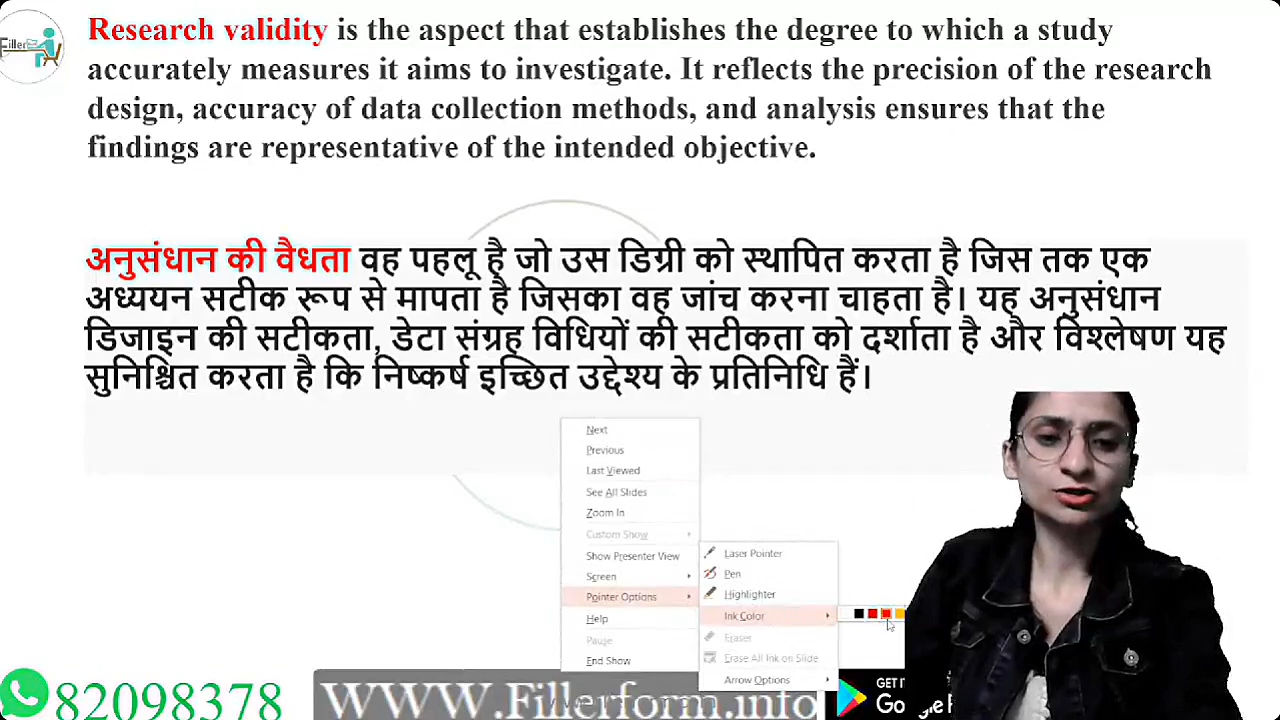 Filler
Research validity is the aspect that establishes the degree to which a study
accurately measures it aims to investigate. It reflects the precision of the research
design, accuracy of data collection methods, and analysis ensures that the
findings are representative of the intended objective.
अनुसंधान की वैधता वह पहलू है जो उस डिग्री को स्थापित करता है जिस तक एक
अध्ययन सटीक रूप से मापता है जिसका वह जांच करना चाहता है। यह अनुसंधान
डिजाइन की सटीकता, डेटा संग्रह विधियों की सटीकता को दर्शाता है और विश्लेषण यह
सुनिश्चित करता है कि निष्कर्ष इच्छित उद्देश्य के प्रतिनिधि हैं।
Next
Previous
Last Viewed
See All Slides
Zoom In
Custom Show
Show Presenter View
Screen
Pointer Options
Help
Pause
End Show
Laser Pointer
Pen
Highlighter
Ink Color
Eraser
Erase All Ink on Slide
Arrow Options
82098378
WWW.Fillerform.info
GET I
Google P